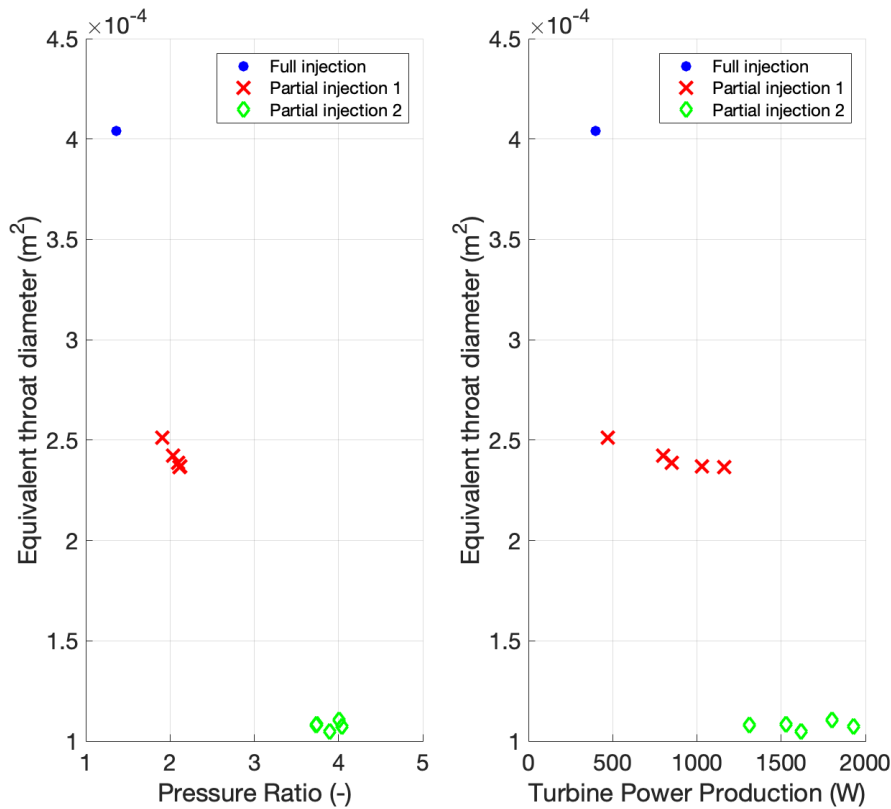 ×10⁻⁴
4.5
4
3.5
3
2.5
2
1.5
1
Equivalent throat diameter (m²)
1 2 3 4 5
Pressure Ratio (-)
Full injection
Partial injection 1
Partial injection 2
×10⁻⁴
4.5
4
3.5
3
2.5
2
1.5
1
Equivalent throat diameter (m²)
0 500 1000 1500 2000
Turbine Power Production (W)
Full injection
Partial injection 1
Partial injection 2